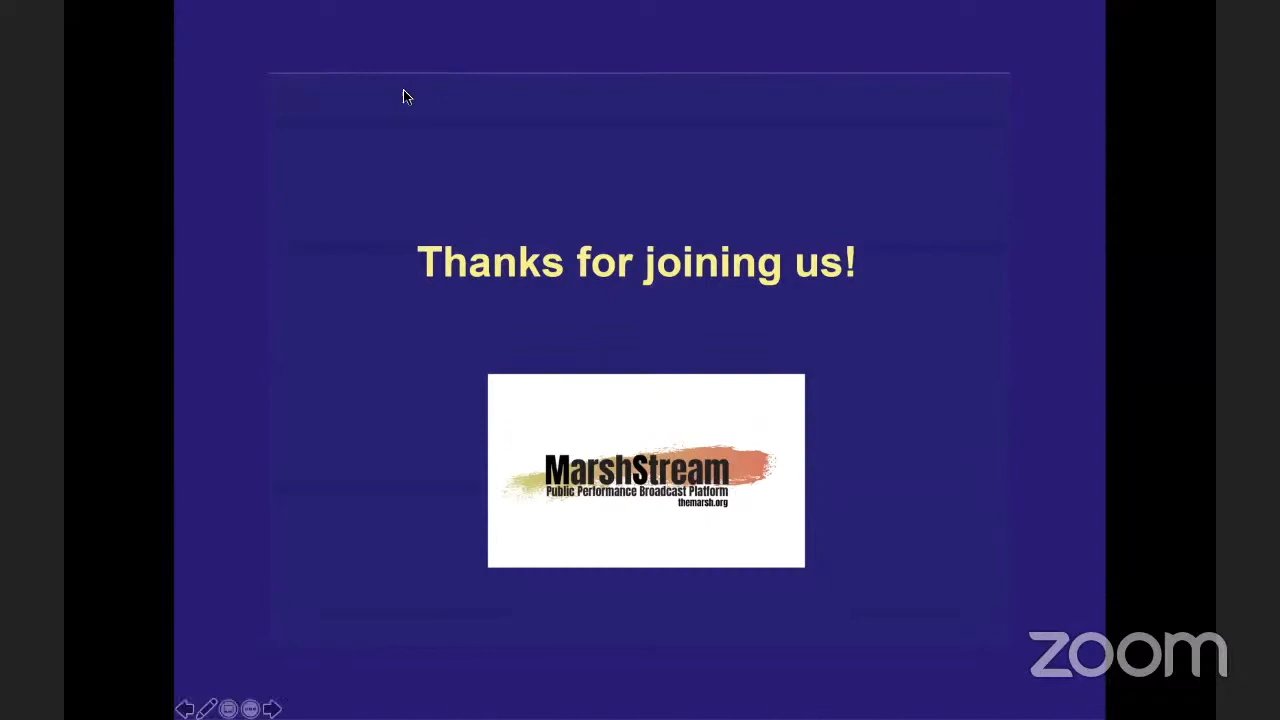 Thanks for joining us!
MarshStream
Public Performance Broadcast Platform
themarsh.org
zoom